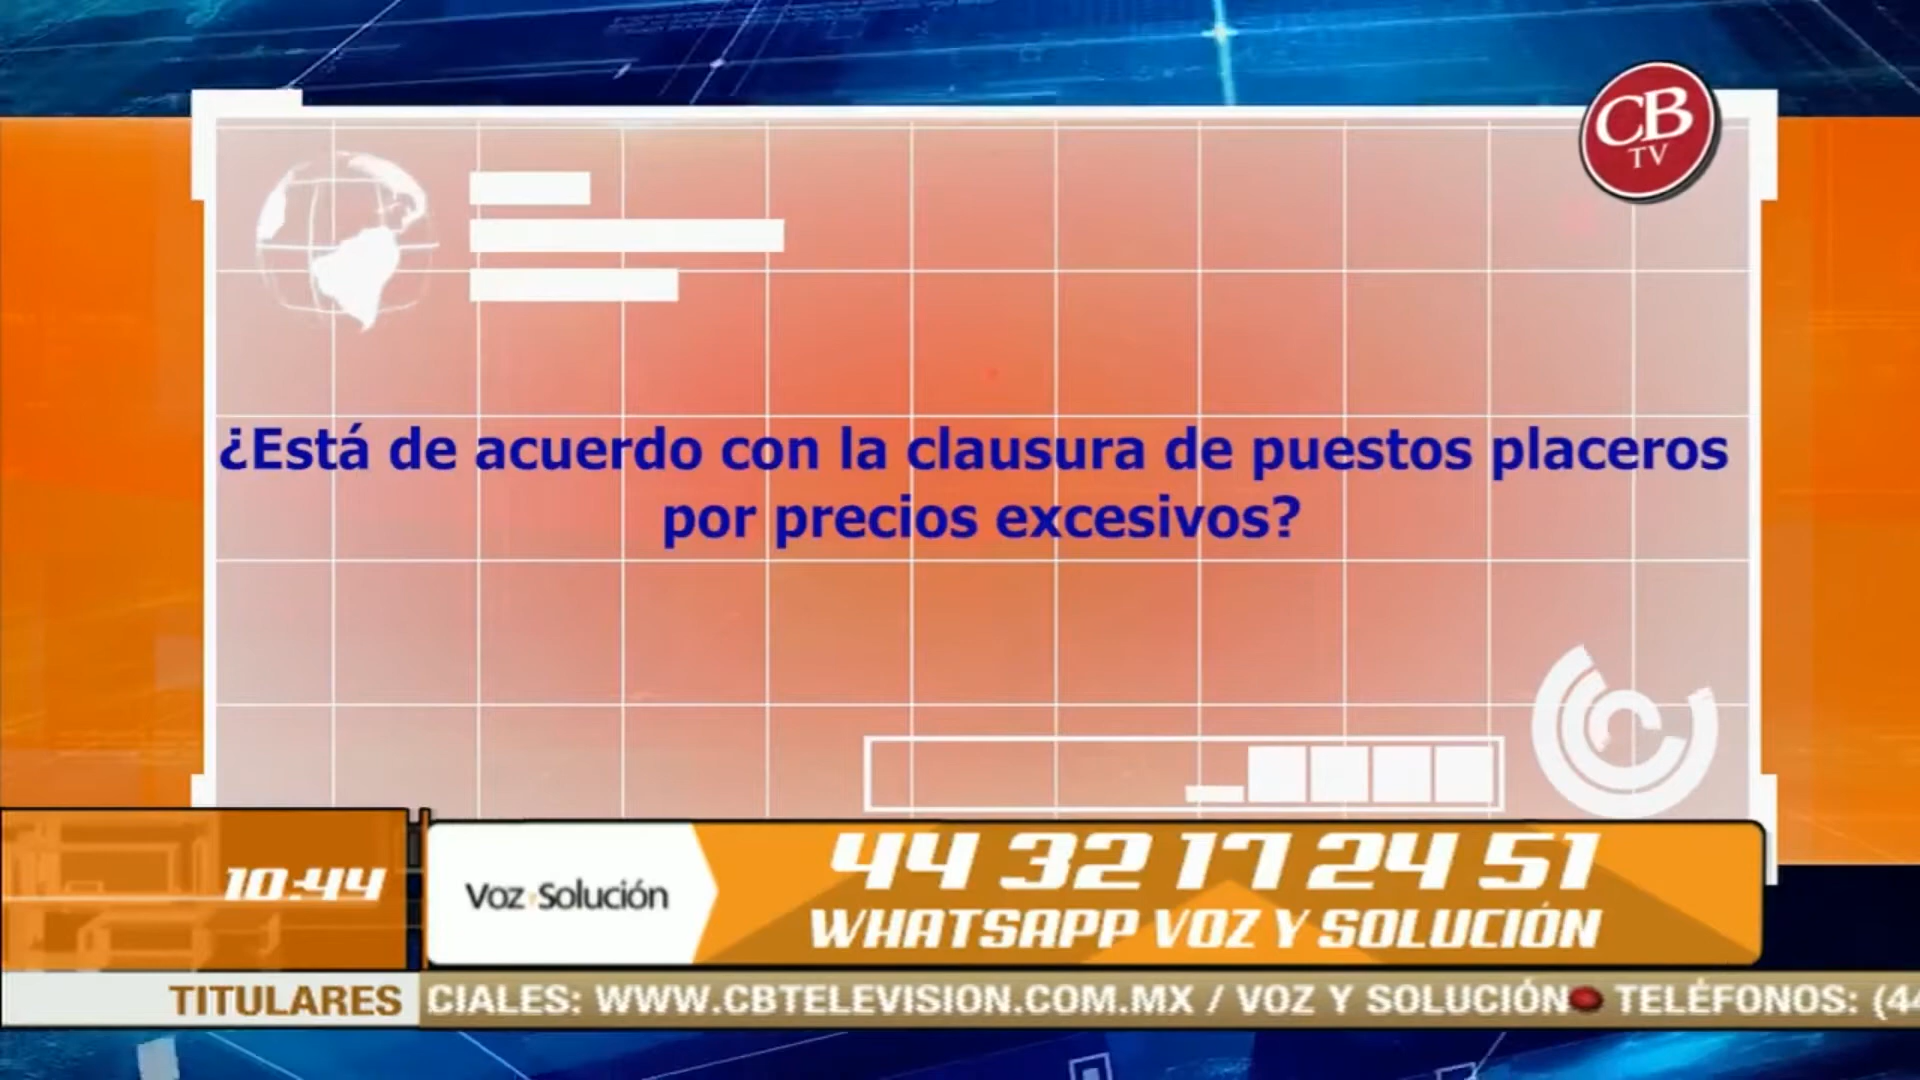 CB
TV
¿Está de acuerdo con la clausura de puestos placeros
por precios excesivos?
10:44
Voz y Solución
44 32 17 24 51
WHATSAPP VOZ Y SOLUCIÓN
TITULARES
CIALES: WWW.CBTELEVISION.COM.MX / VOZ Y SOLUCIÓN TELÉFONOS: (44